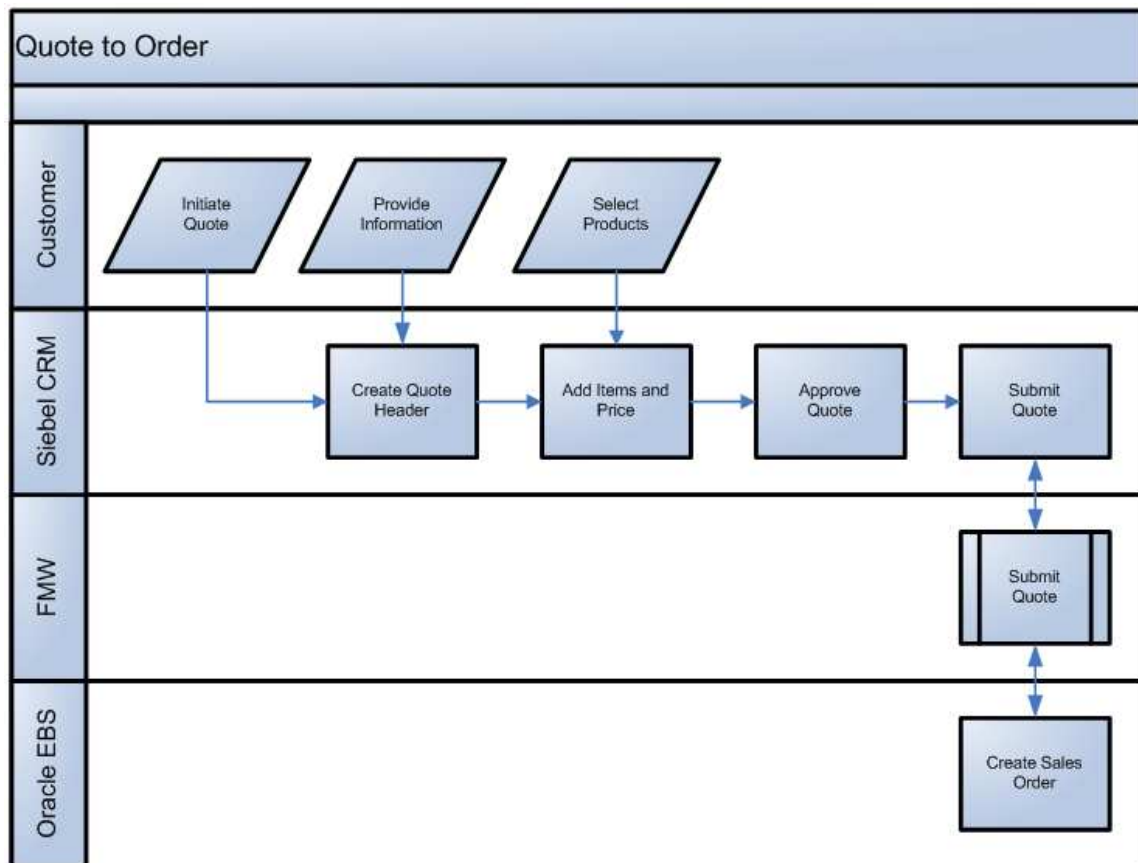 Quote to Order
Customer
Initiate
Quote
Provide
Information
Select
Products
Siebel CRM
Create Quote
Header
Add Items and
Price
Approve
Quote
Submit
Quote
FMW
Submit
Quote
Oracle EBS
Create Sales
Order